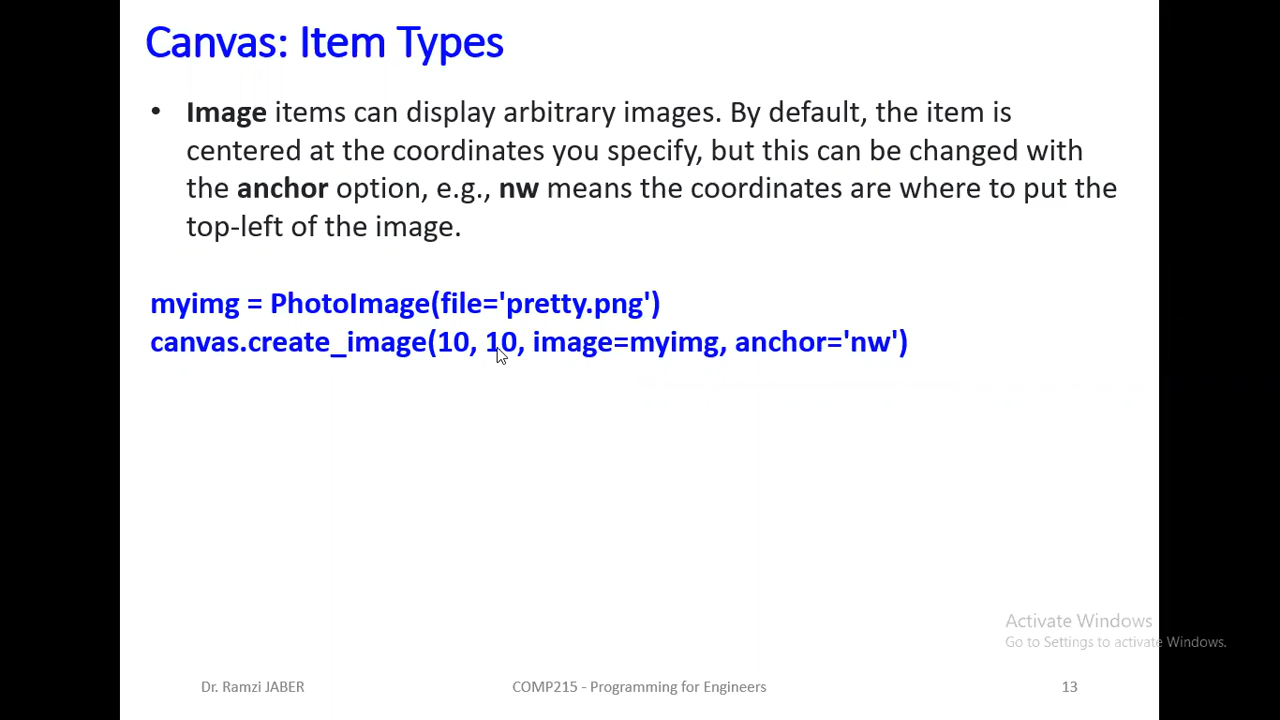 Canvas: Item Types
• Image items can display arbitrary images. By default, the item is
centered at the coordinates you specify, but this can be changed with
the anchor option, e.g., nw means the coordinates are where to put the
top-left of the image.
myimg = PhotoImage(file='pretty.png')
canvas.create_image(10, 10, image=myimg, anchor='nw')
Activate Windows
Go to Settings to activate Windows.
Dr. Ramzi JABER
COMP215 - Programming for Engineers
13